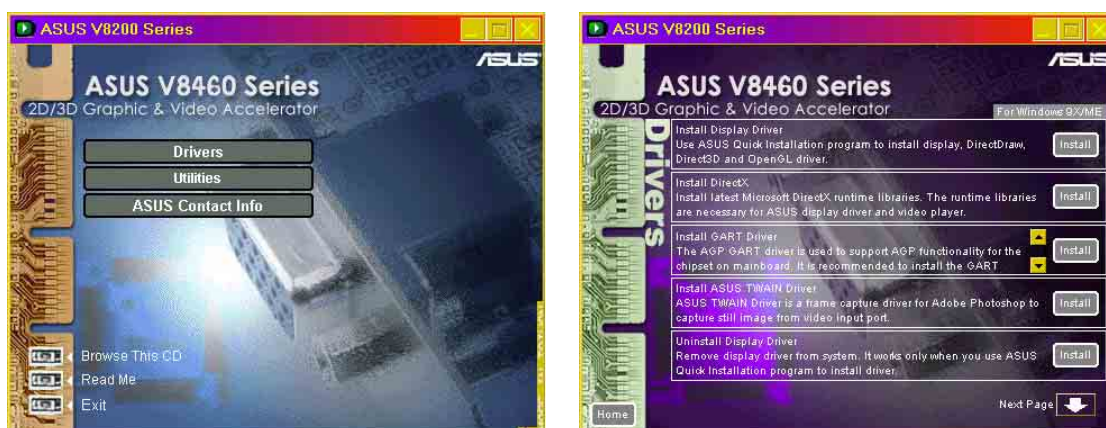 ASUS V8200 Series
ASUS
ASUS V8460 Series
2D/3D Graphic & Video Accelerator
Drivers
Utilities
ASUS Contact Info
Browse This CD
Read Me
Exit
ASUS V8200 Series
ASUS
ASUS V8460 Series
2D/3D Graphic & Video Accelerator
For Windows 9X/ME
Drivers
Install Display Driver
Use ASUS Quick Installation program to install display, DirectDraw,
Direct3D and OpenGL driver.
Install
Install DirectX
Install latest Microsoft DirectX runtime libraries. The runtime libraries
are necessary for ASUS display driver and video player.
Install
Install GART Driver
The AGP GART driver is used to support AGP functionality for the
chipset on mainboard. It is recommended to install the GART
Install
Install ASUS TWAIN Driver
ASUS TWAIN Driver is a frame capture driver for Adobe Photoshop to
capture still image from video input port.
Install
Uninstall Display Driver
Remove display driver from system. It works only when you use ASUS
Quick Installation program to install driver.
Install
Next Page
Home